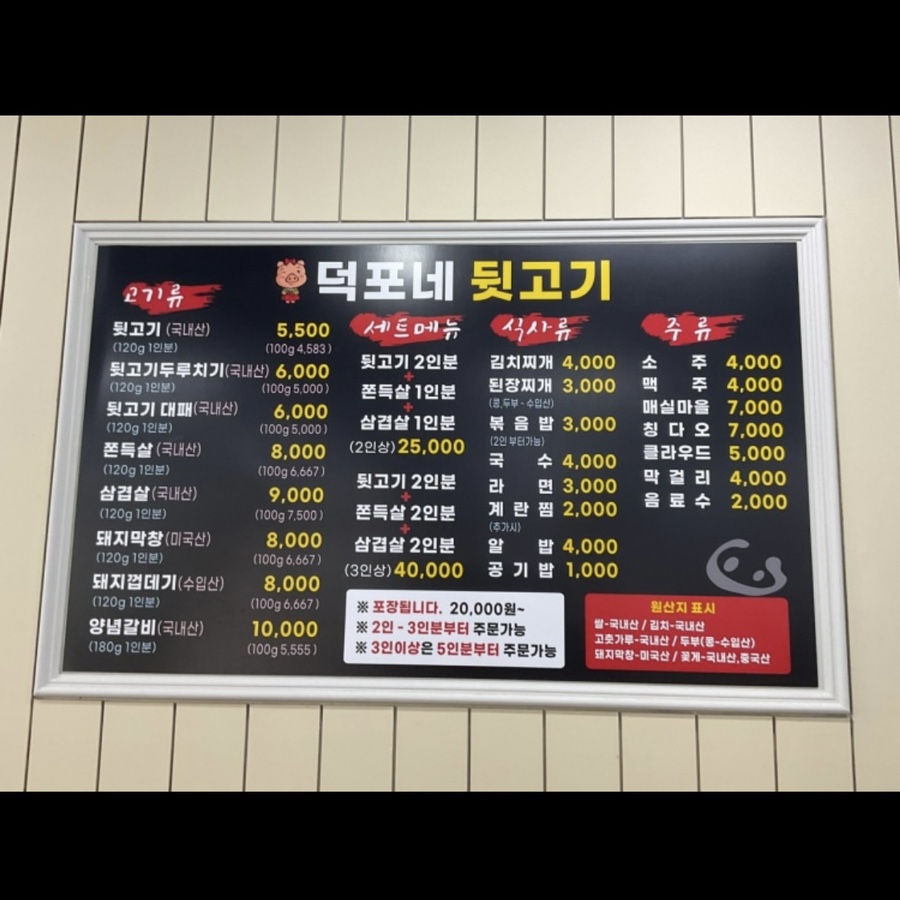 덕포네 뒷고기
고기류
뒷고기 (국내산) 5,500
(120g 1인분) (100g 4,583)
뒷고기두루치기(국내산) 6,000
(120g 1인분) (100g 5,000)
뒷고기 대패(국내산) 6,000
(120g 1인분) (100g 5,000)
쫀득살 (국내산) 8,000
(120g 1인분) (100g 6,667)
삼겹살 (국내산) 9,000
(120g 1인분) (100g 7,500)
돼지막창 (미국산) 8,000
(120g 1인분) (100g 6,667)
돼지껍데기 (수입산) 8,000
(120g 1인분) (100g 6,667)
양념갈비 (국내산) 10,000
(180g 1인분) (100g 5,555)
세트메뉴
뒷고기 2인분
+
쫀득살 1인분
+
삼겹살 1인분
(2인상) 25,000
뒷고기 2인분
+
쫀득살 2인분
+
삼겹살 2인분
(3인상) 40,000
식사류
김치찌개 4,000
된장찌개 3,000
(콩,두부 - 수입산)
볶음밥 3,000
(2인 부터가능)
국수 4,000
라면 3,000
계란찜 2,000
(추가시)
알밥 4,000
공기밥 1,000
주류
소주 4,000
맥주 4,000
매실마을 7,000
칭다오 7,000
클라우드 5,000
막걸리 4,000
음료수 2,000
※ 포장됩니다. 20,000원~
※ 2인 - 3인분부터 주문가능
※ 3인이상은 5인분부터 주문가능
원산지 표시
쌀-국내산 / 김치-국내산
고춧가루-국내산 / 두부(콩-수입산)
돼지막창-미국산 / 꽃게-국내산,중국산